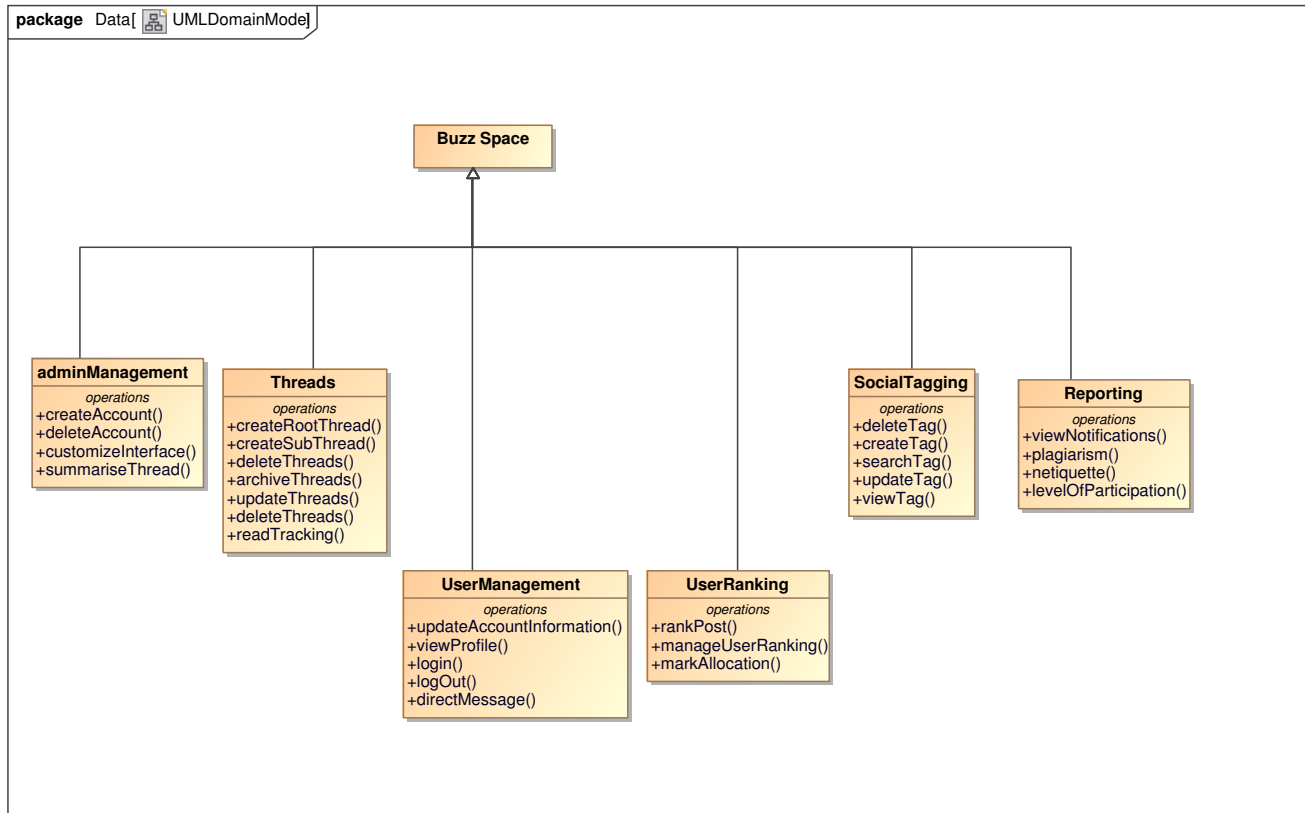 package Data[ UMLDomainMode]
Buzz Space
adminManagement
operations
+createAccount()
+deleteAccount()
+customizeInterface()
+summariseThread()
Threads
operations
+createRootThread()
+createSubThread()
+deleteThreads()
+archiveThreads()
+updateThreads()
+deleteThreads()
+readTracking()
UserManagement
operations
+updateAccountInformation()
+viewProfile()
+login()
+logOut()
+directMessage()
UserRanking
operations
+rankPost()
+manageUserRanking()
+markAllocation()
SocialTagging
operations
+deleteTag()
+createTag()
+searchTag()
+updateTag()
+viewTag()
Reporting
operations
+viewNotifications()
+plagiarism()
+netiquette()
+levelOfParticipation()